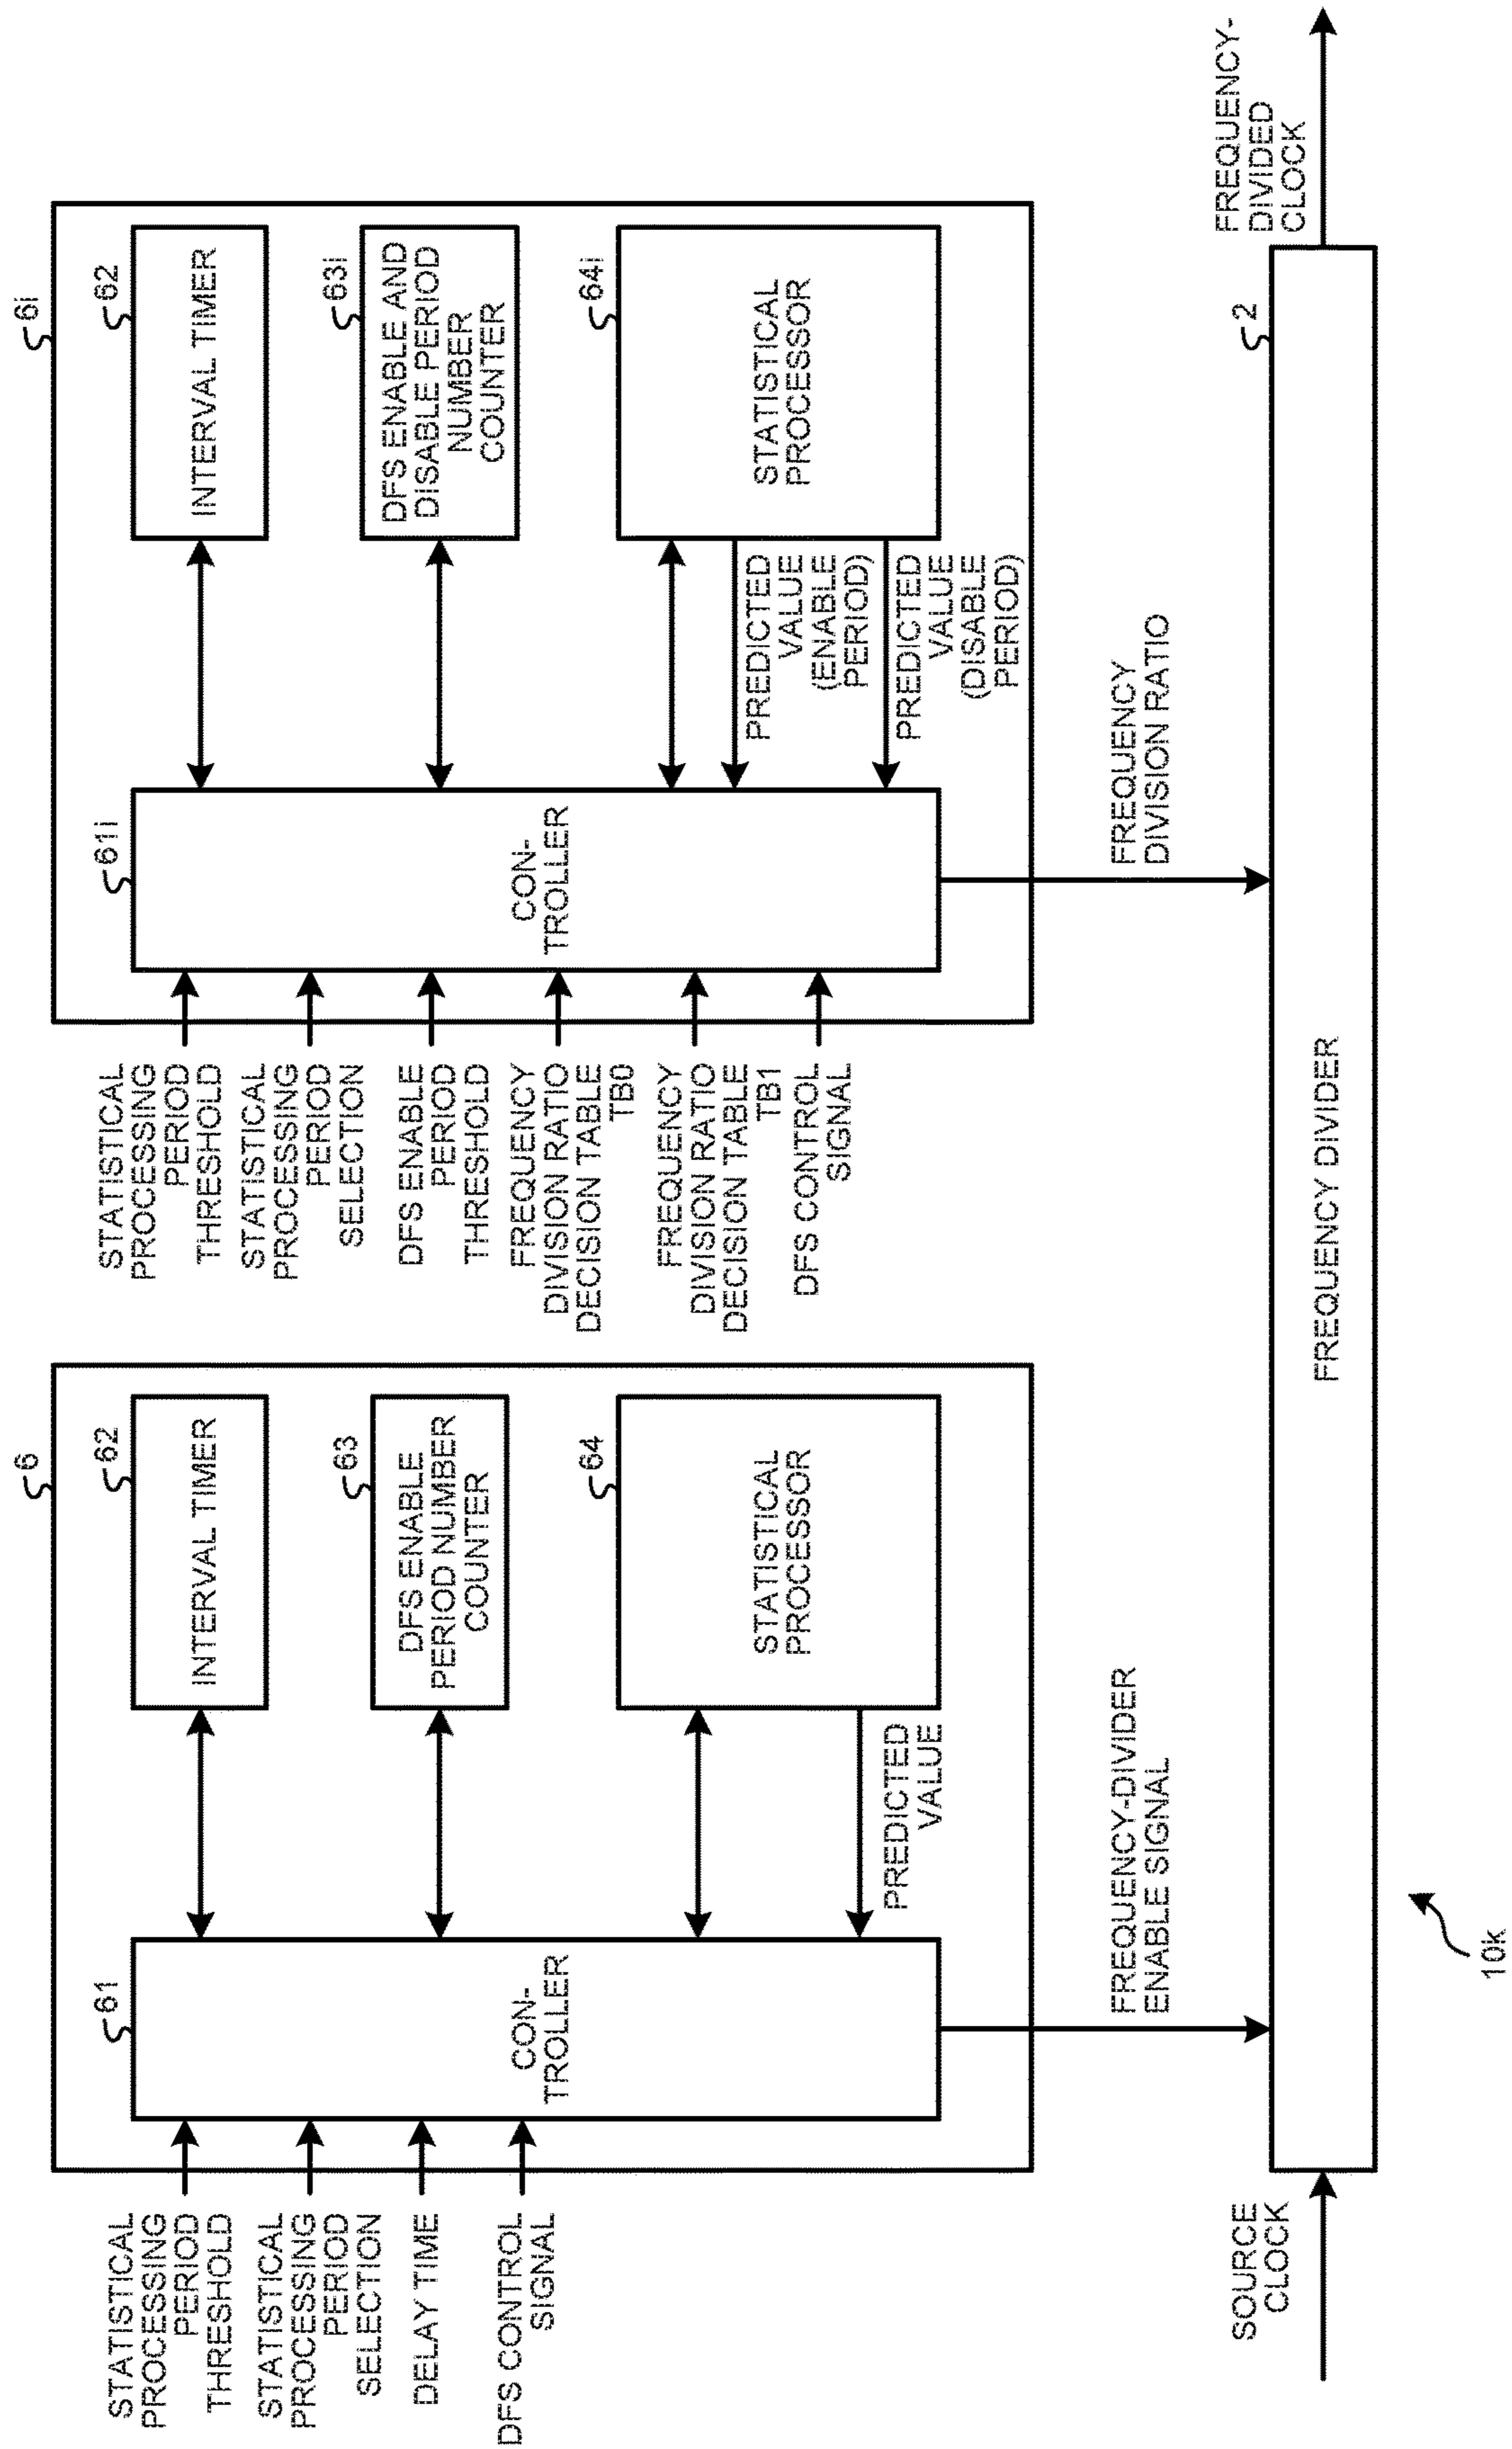 6
61
62
63
64
STATISTICAL
PROCESSING
PERIOD
THRESHOLD
STATISTICAL
PROCESSING
PERIOD
SELECTION
DELAY TIME
DFS CONTROL
SIGNAL
CON-
TROLLER
INTERVAL TIMER
DFS ENABLE
PERIOD NUMBER
COUNTER
STATISTICAL
PROCESSOR
PREDICTED
VALUE
FREQUENCY-DIVIDER
ENABLE SIGNAL
6i
61i
62
63i
64i
STATISTICAL
PROCESSING
PERIOD
THRESHOLD
STATISTICAL
PROCESSING
PERIOD
SELECTION
DFS ENABLE
PERIOD
THRESHOLD
FREQUENCY
DIVISION RATIO
DECISION TABLE
TB0
FREQUENCY
DIVISION RATIO
DECISION TABLE
TB1
DFS CONTROL
SIGNAL
CON-
TROLLER
INTERVAL TIMER
DFS ENABLE AND
DISABLE PERIOD
NUMBER
COUNTER
STATISTICAL
PROCESSOR
PREDICTED
VALUE
(ENABLE
PERIOD)
PREDICTED
VALUE
(DISABLE
PERIOD)
FREQUENCY
DIVISION RATIO
SOURCE
CLOCK
FREQUENCY DIVIDER
2
FREQUENCY-
DIVIDED
CLOCK
10k